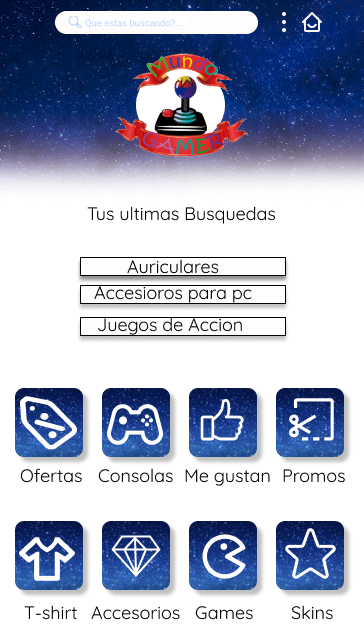 Que estas buscando?...
MUNDO
GAMER
Tus ultimas Busquedas
Auriculares
Accesioros para pc
Juegos de Accion
Ofertas Consolas Me gustan Promos
T-shirt Accesorios Games Skins